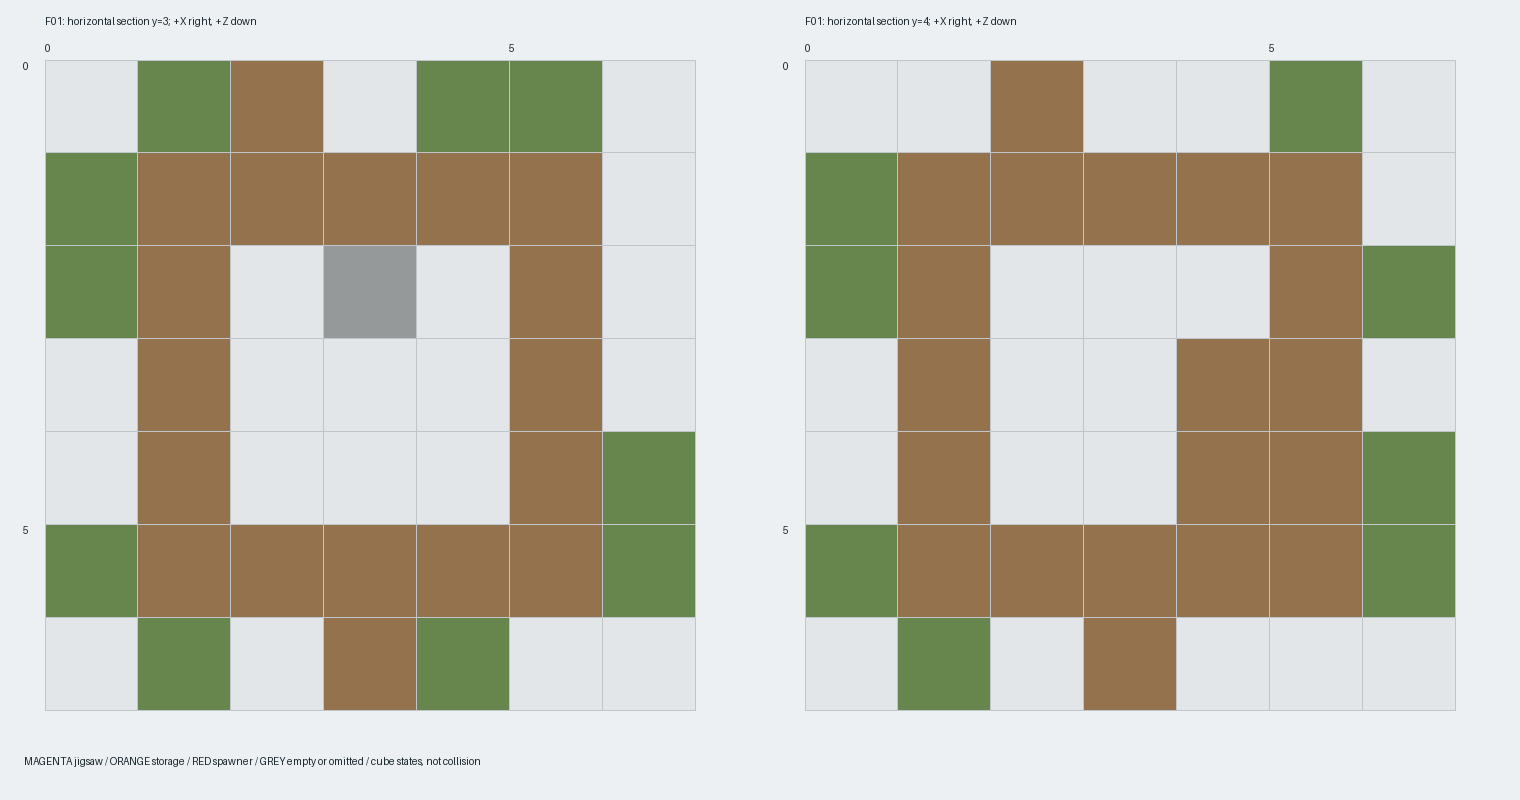 F01: horizontal section y=3; +X right, +Z down
F01: horizontal section y=4; +X right, +Z down
0 5
0 5
0
0
5
5
MAGENTA jigsaw / ORANGE storage / RED spawner / GREY empty or omitted / cube states, not collision